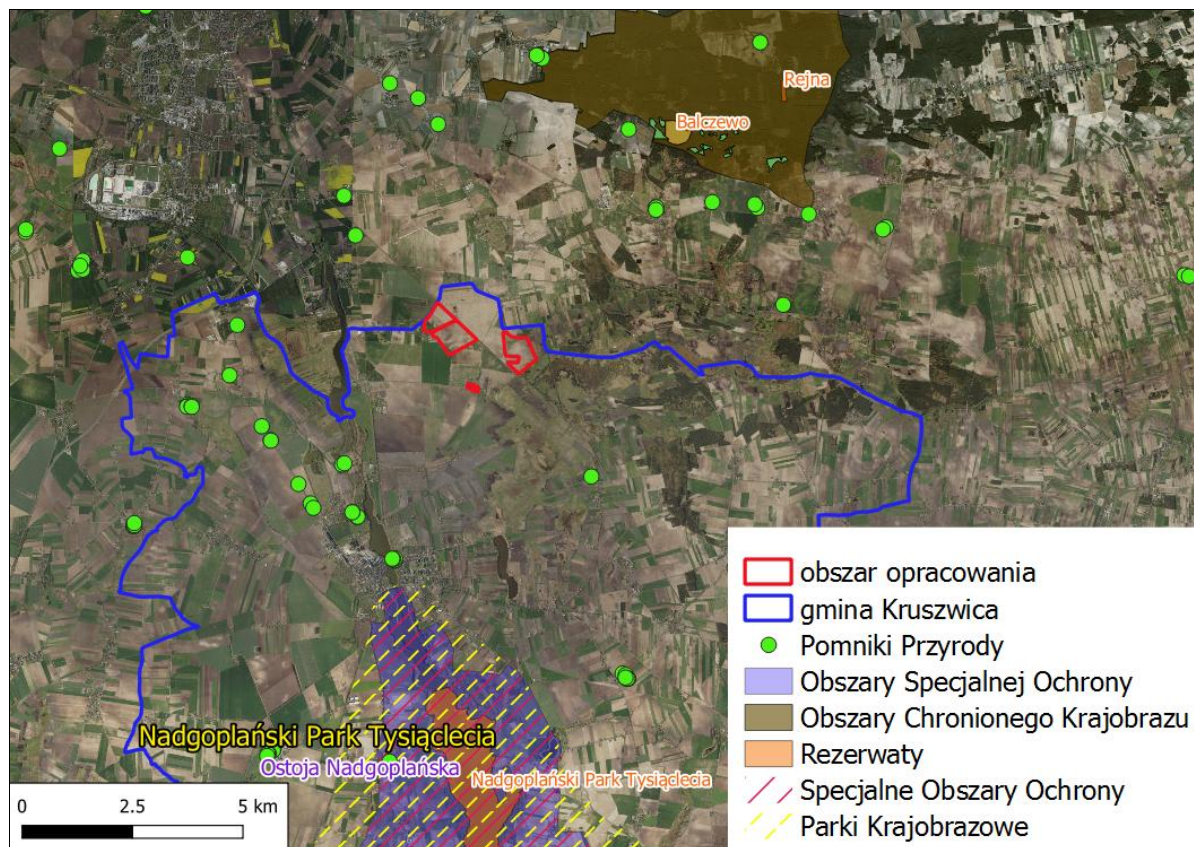 Rejna
Balczewo
Nadgoplański Park Tysiąclecia
Ostoja Nadgoplańska
Nadgoplański Park Tysiąclecia
0 2.5 5 km
obszar opracowania
gmina Kruszwica
Pomniki Przyrody
Obszary Specjalnej Ochrony
Obszary Chronionego Krajobrazu
Rezerwaty
Specjalne Obszary Ochrony
Parki Krajobrazowe